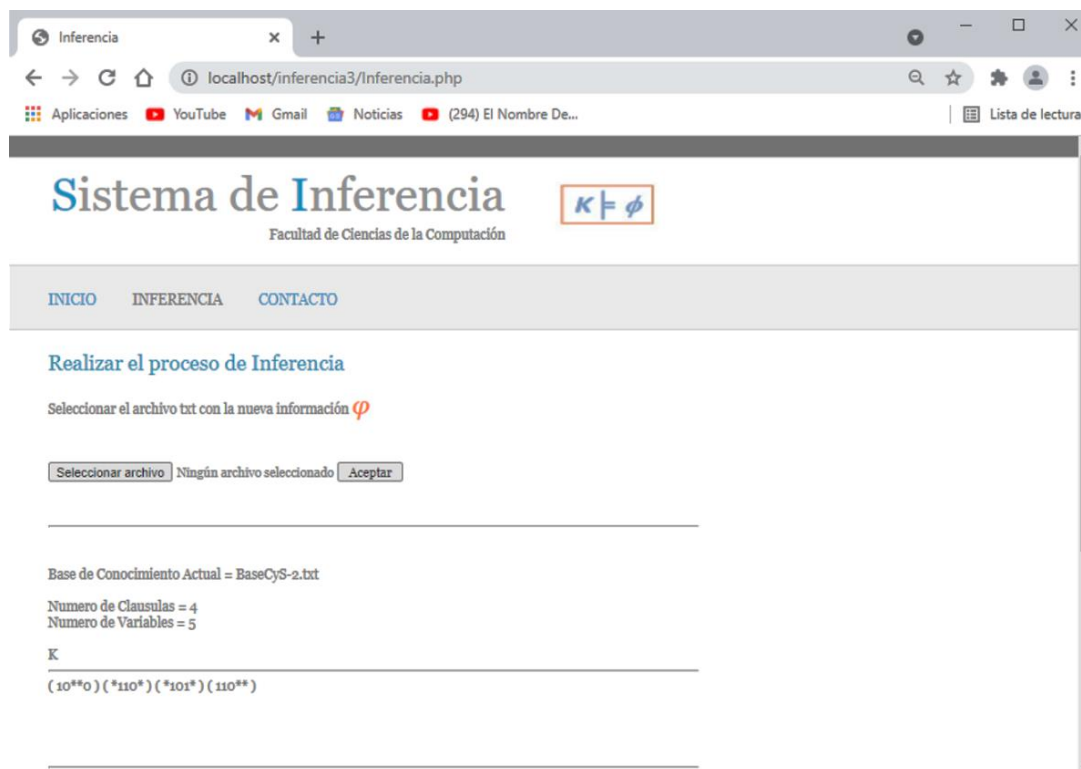 Inferencia
localhost/inferencia3/Inferencia.php
Aplicaciones YouTube Gmail Noticias (294) El Nombre De... Lista de lectura
Sistema de Inferencia K ⊨ ϕ
Facultad de Ciencias de la Computación
INICIO INFERENCIA CONTACTO
Realizar el proceso de Inferencia
Seleccionar el archivo txt con la nueva información φ
Seleccionar archivo Ningún archivo seleccionado Aceptar
Base de Conocimiento Actual = BaseCyS-2.txt
Numero de Clausulas = 4
Numero de Variables = 5
K
( 10**0 ) ( *110* ) ( *101* ) ( 110** )